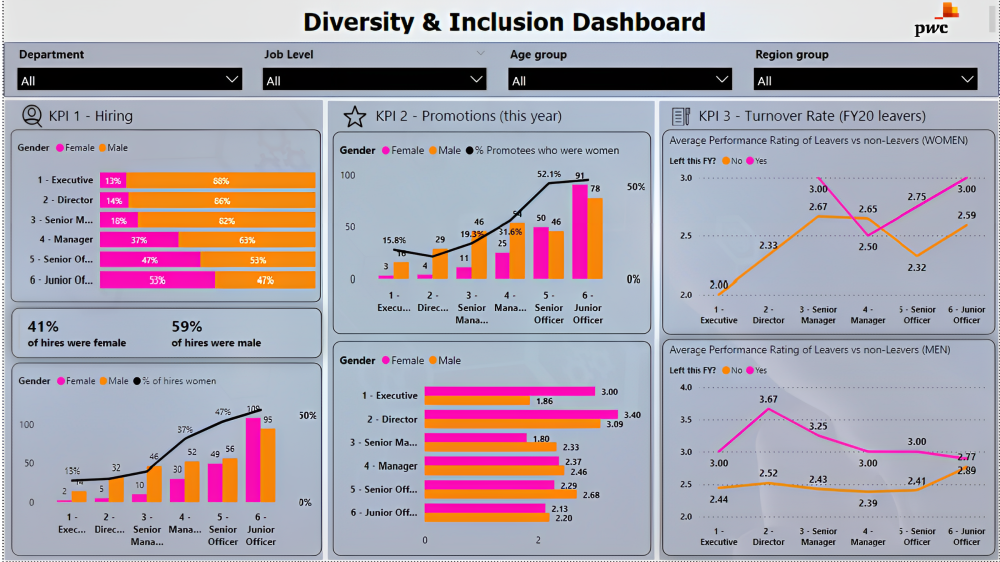 Diversity & Inclusion Dashboard
pwc
Department
Job Level
Age group
Region group
All
All
All
All
KPI 1 - Hiring
Gender Female Male
1 - Executive 13% 88%
2 - Director 14% 86%
3 - Senior M... 18% 82%
4 - Manager 37% 63%
5 - Senior Of... 47% 53%
6 - Junior Of... 53% 47%
41% 59%
of hires were female of hires were male
Gender Female Male % of hires women
100
50
0
50%
0%
13% 37% 47%
2 14 5 32 10 46 30 52 49 56 109 95
1 - Exec... 2 - Direc... 3 - Senior Mana... 4 - Mana... 5 - Senior Officer 6 - Junior Officer
KPI 2 - Promotions (this year)
Gender Female Male % Promotees who were women
100
50
0
50%
0%
15.8% 19.3% 31.6% 52.1%
3 16 4 29 11 46 25 54 50 46 91 78
1 - Execu... 2 - Direc... 3 - Senior Mana... 4 - Mana... 5 - Senior Officer 6 - Junior Officer
Gender Female Male
1 - Executive 3.00 1.86
2 - Director 3.40 3.09
3 - Senior Ma... 1.80 2.33
4 - Manager 2.37 2.46
5 - Senior Off... 2.29 2.68
6 - Junior Off... 2.13 2.20
0 2
KPI 3 - Turnover Rate (FY20 leavers)
Average Performance Rating of Leavers vs non-Leavers (WOMEN)
Left this FY? No Yes
3.0
2.5
2.0
3.00 2.50 2.75 3.00
2.00 2.33 2.67 2.65 2.32 2.59
1 - Executive 2 - Director 3 - Senior Manager 4 - Manager 5 - Senior Officer 6 - Junior Officer
Average Performance Rating of Leavers vs non-Leavers (MEN)
Left this FY? No Yes
4.0
3.5
3.0
2.5
2.0
3.00 3.67 3.25 3.00 3.00 2.77
2.44 2.52 2.43 2.39 2.41 2.89
1 - Executive 2 - Director 3 - Senior Manager 4 - Manager 5 - Senior Officer 6 - Junior Officer